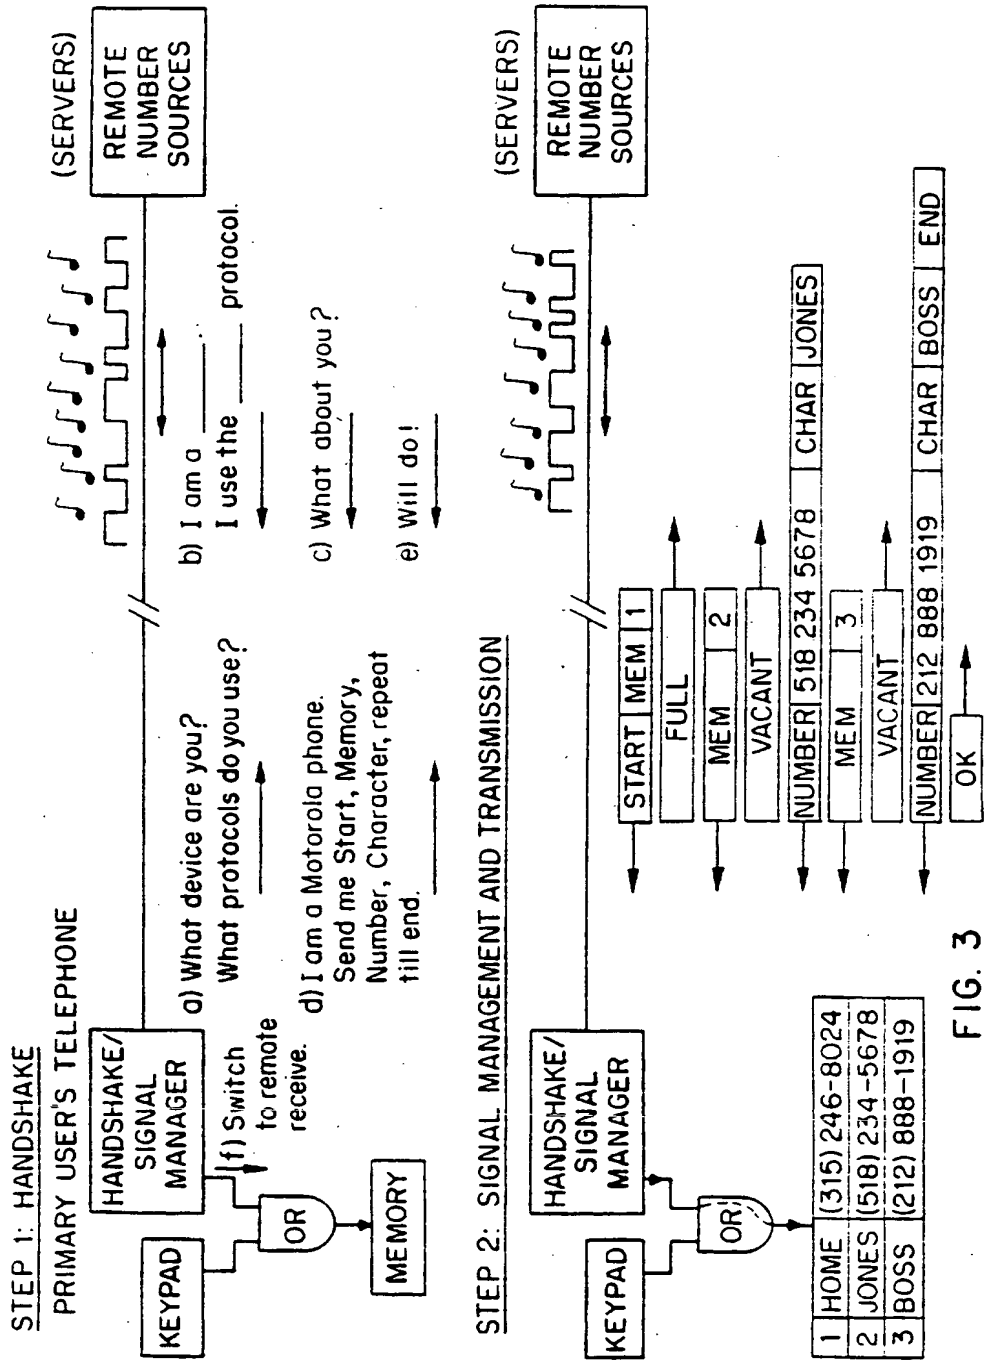 STEP 1: HANDSHAKE
PRIMARY USER'S TELEPHONE
(SERVERS)
KEYPAD
HANDSHAKE/
SIGNAL
MANAGER
REMOTE
NUMBER
SOURCES
OR
MEMORY
f) Switch
to remote
receive.
a) What device are you?
What protocols do you use?
b) I am a ______.
I use the ____ protocol.
c) What about you?
d) I am a Motorola phone.
Send me Start, Memory,
Number, Character, repeat
till end.
e) Will do!
STEP 2: SIGNAL MANAGEMENT AND TRANSMISSION
(SERVERS)
KEYPAD
HANDSHAKE/
SIGNAL
MANAGER
REMOTE
NUMBER
SOURCES
OR
1 HOME (315) 246-8024
2 JONES (518) 234-5678
3 BOSS (212) 888-1919
START MEM 1
FULL
MEM 2
VACANT
NUMBER 518 234 5678 CHAR JONES
MEM 3
VACANT
NUMBER 212 888 1919 CHAR BOSS END
OK
FIG. 3